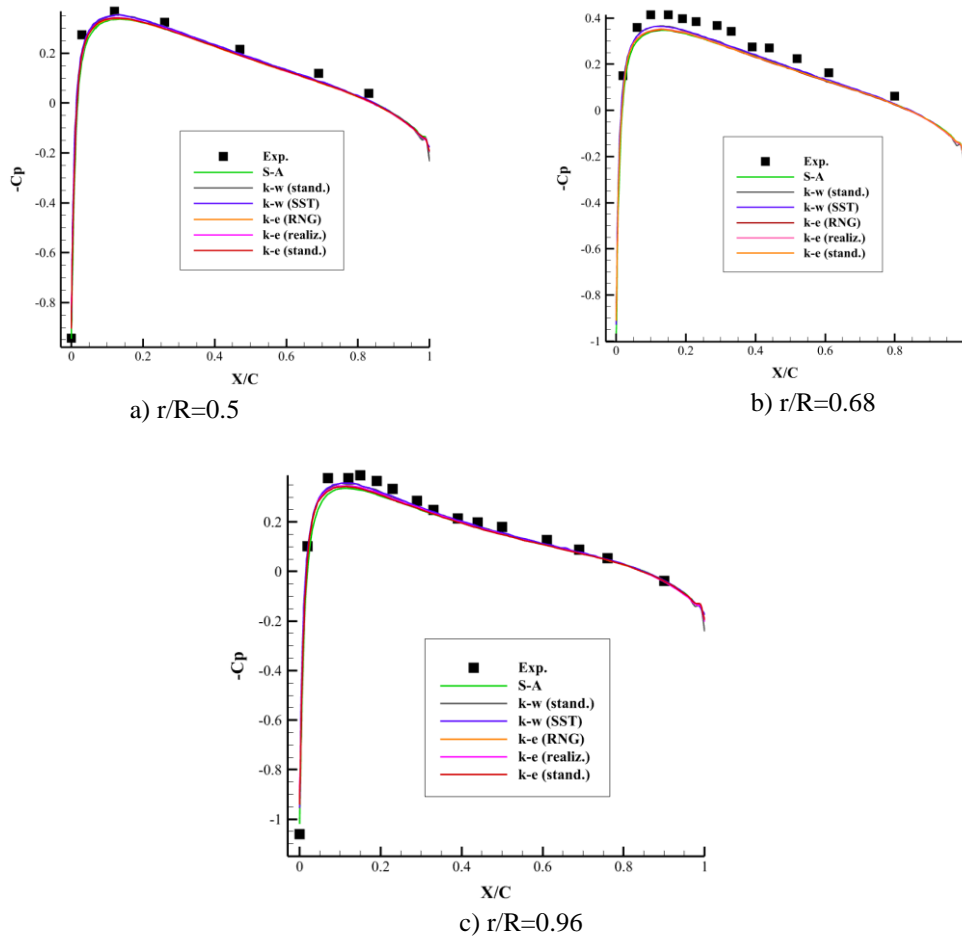 0.2
0
-0.2
-0.4
-0.6
-0.8
-Cp
Exp.
S-A
k-w (stand.)
k-w (SST)
k-e (RNG)
k-e (realiz.)
k-e (stand.)
0 0.2 0.4 0.6 0.8 1
X/C
a) r/R=0.5
0.4
0.2
0
-0.2
-0.4
-0.6
-0.8
-1
-Cp
Exp.
S-A
k-w (stand.)
k-w (SST)
k-e (RNG)
k-e (realiz.)
k-e (stand.)
0 0.2 0.4 0.6 0.8
X/C
b) r/R=0.68
0.2
0
-0.2
-0.4
-0.6
-0.8
-1
-Cp
Exp.
S-A
k-w (stand.)
k-w (SST)
k-e (RNG)
k-e (realiz.)
k-e (stand.)
0 0.2 0.4 0.6 0.8 1
X/C
c) r/R=0.96